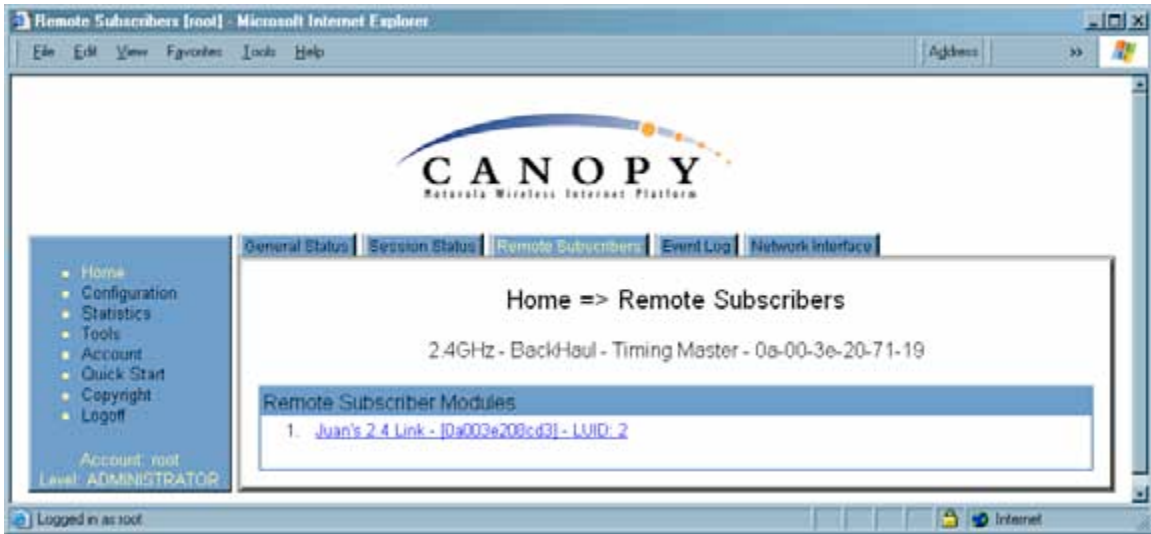 Remote Subscribers [root] - Microsoft Internet Explorer
File Edit View Favorites Tools Help
Address
CANOPY
Motorola Wireless Internet Platform
General Status Session Status Remote Subscribers Event Log Network Interface
Home
Configuration
Statistics
Tools
Account
Quick Start
Copyright
Logoff
Account: root
Level: ADMINISTRATOR
Home => Remote Subscribers
2.4GHz - BackHaul - Timing Master - 0a-00-3e-20-71-19
Remote Subscriber Modules
1. Juan's 2.4 Link - [0a003e208cd3] - LUID: 2
Logged in as root
Internet